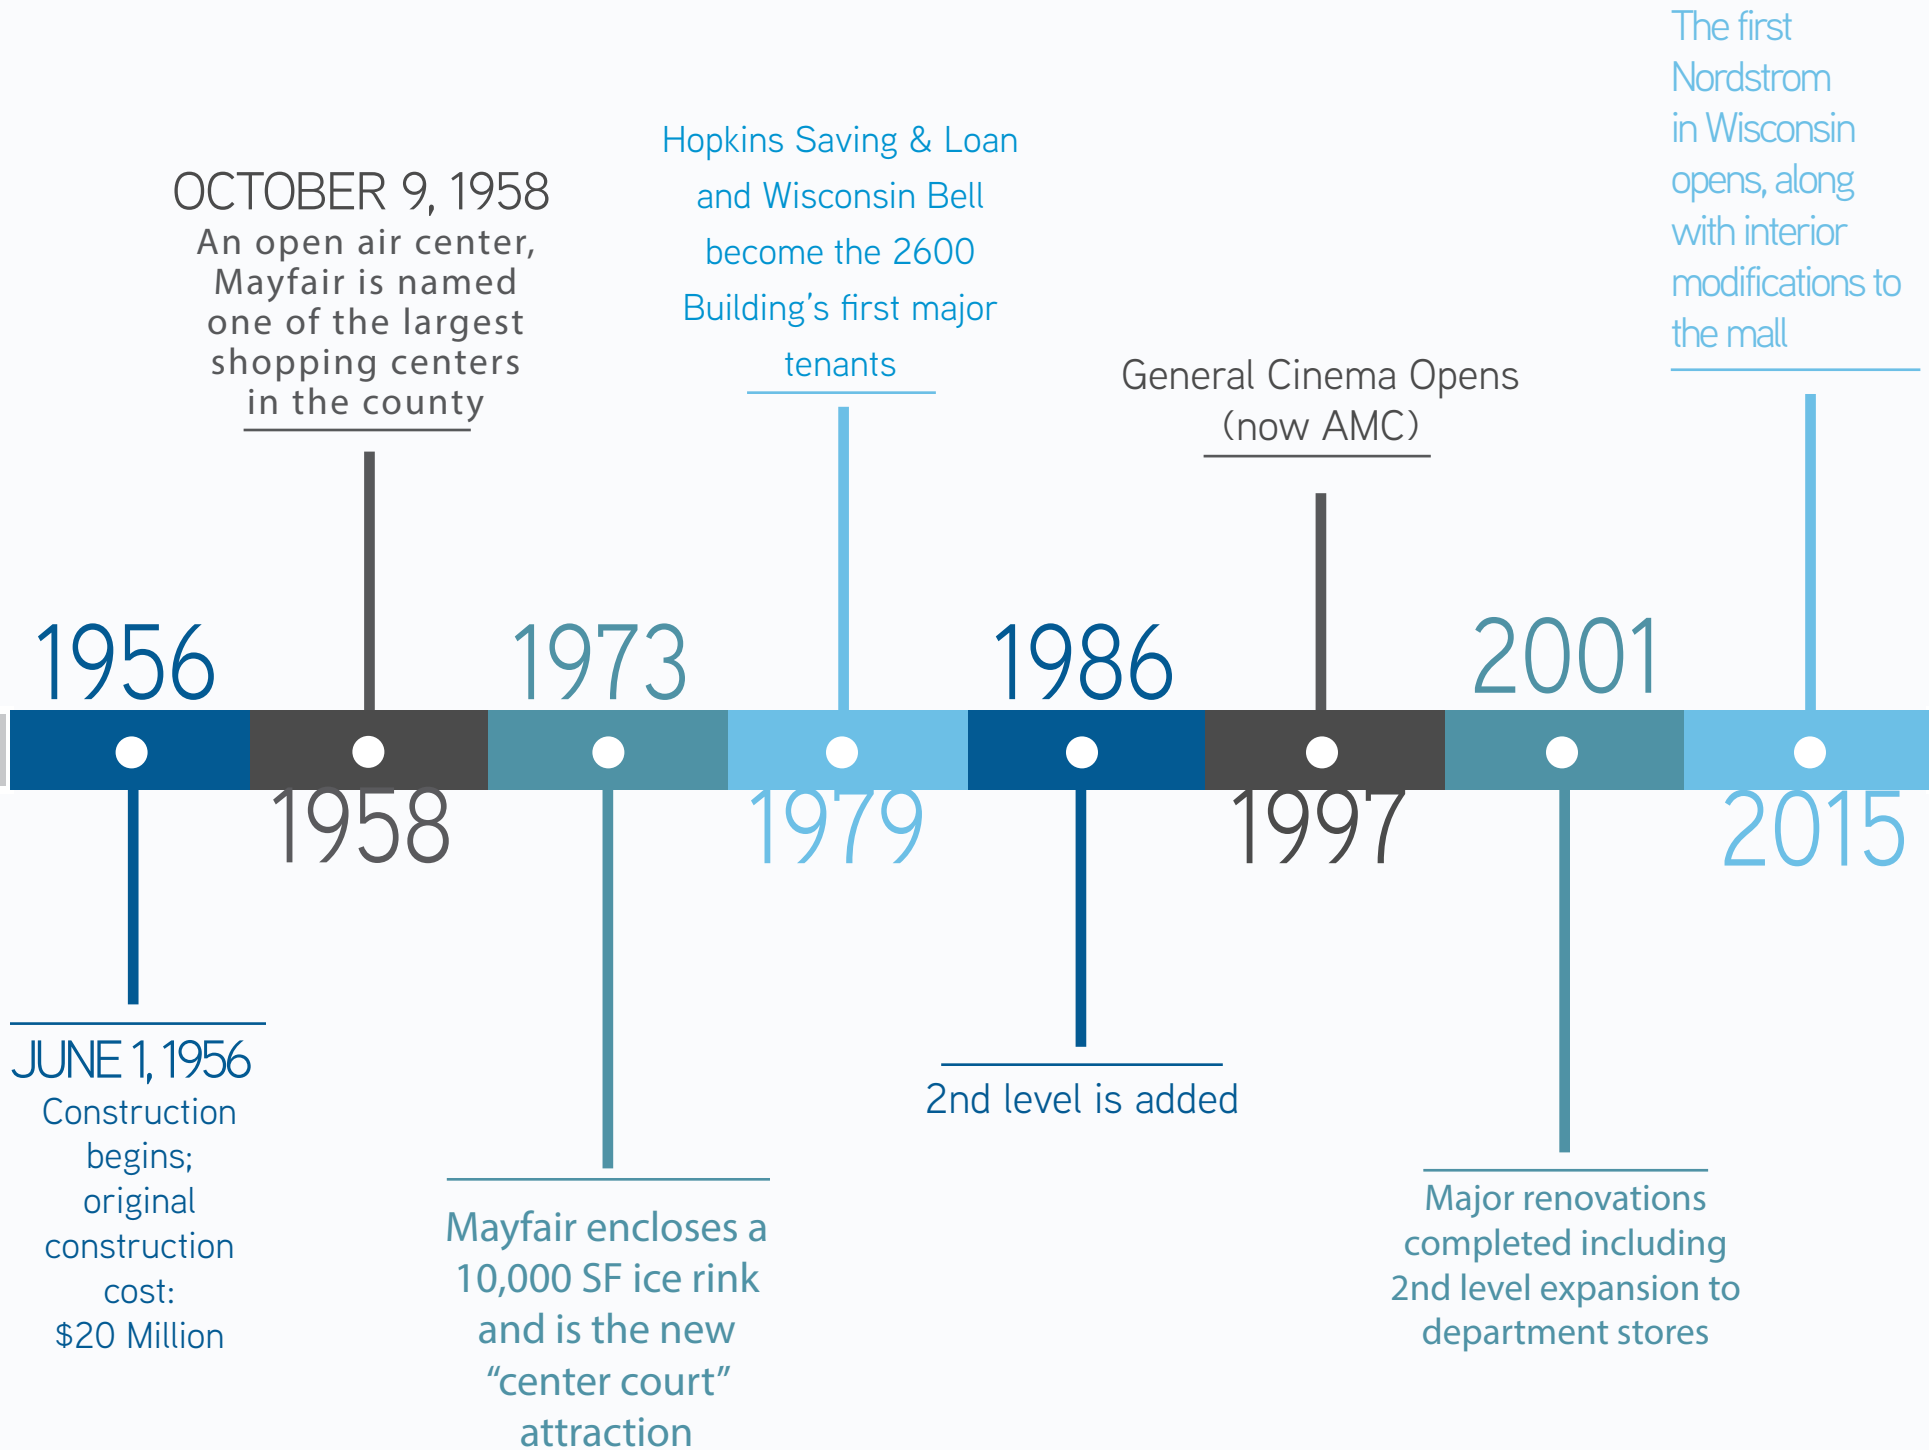 The first
Nordstrom
in Wisconsin
opens, along
with interior
modifications to
the mall
Hopkins Saving & Loan
and Wisconsin Bell
become the 2600
Building’s first major
tenants
OCTOBER 9, 1958
An open air center,
Mayfair is named
one of the largest
shopping centers
in the county
General Cinema Opens
(now AMC)
1956
1973
1986
2001
1958
1979
1997
2015
JUNE 1, 1956
Construction
begins;
original
construction
cost:
$20 Million
2nd level is added
Mayfair encloses a
10,000 SF ice rink
and is the new
“center court”
attraction
Major renovations
completed including
2nd level expansion to
department stores